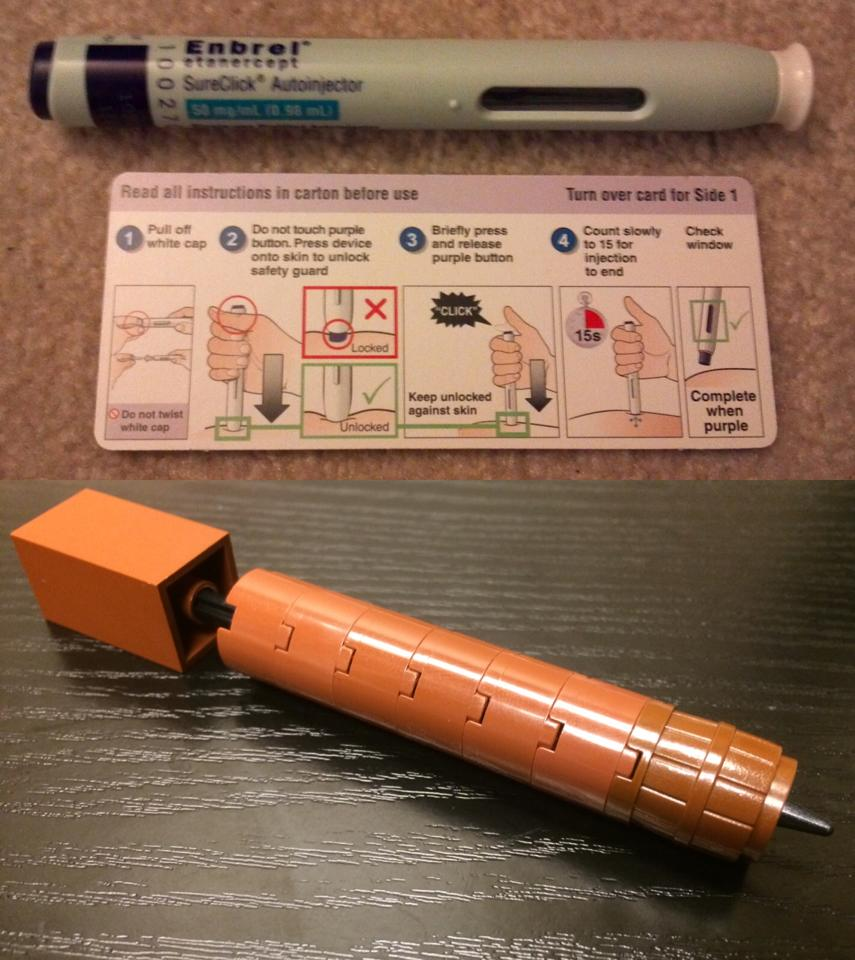 Enbrel®
etanercept
SureClick® Autoinjector
50 mg/mL (0.98 mL)
10027
Read all instructions in carton before use
Turn over card for Side 1
1 Pull off
white cap
2 Do not touch purple
button. Press device
onto skin to unlock
safety guard
3 Briefly press
and release
purple button
4 Count slowly
to 15 for
injection
to end
Check
window
Do not twist
white cap
Locked
Unlocked
"CLICK"
Keep unlocked
against skin
15s
Complete
when
purple